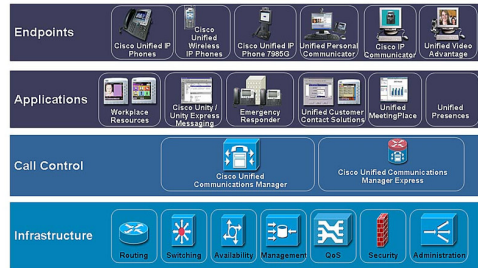 Endpoints
Cisco Unified IP
Phones
Cisco
Unified
Wireless
IP Phones
Cisco Unified IP
Phone 7985G
Unified Personal
Communicator
Cisco IP
Communicator
Unified Video
Advantage
Applications
Workplace
Resources
Cisco Unity /
Unity Express
Messaging
Emergency
Responder
Unified Customer
Contact Solutions
Unified
MeetingPlace
Unified
Presences
Call Control
Cisco Unified
Communications Manager
Cisco Unified Communications
Manager Express
Infrastructure
Routing
Switching
Availability
Management
QoS
Security
Administration